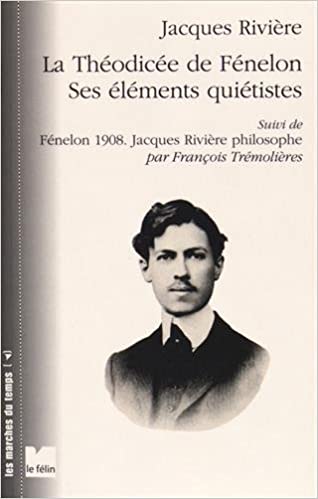 Jacques Rivière
La Théodicée de Fénelon
Ses éléments quiétistes
Suivi de
Fénelon 1908. Jacques Rivière philosophe
par François Trémolières
les marches du temps
le félin